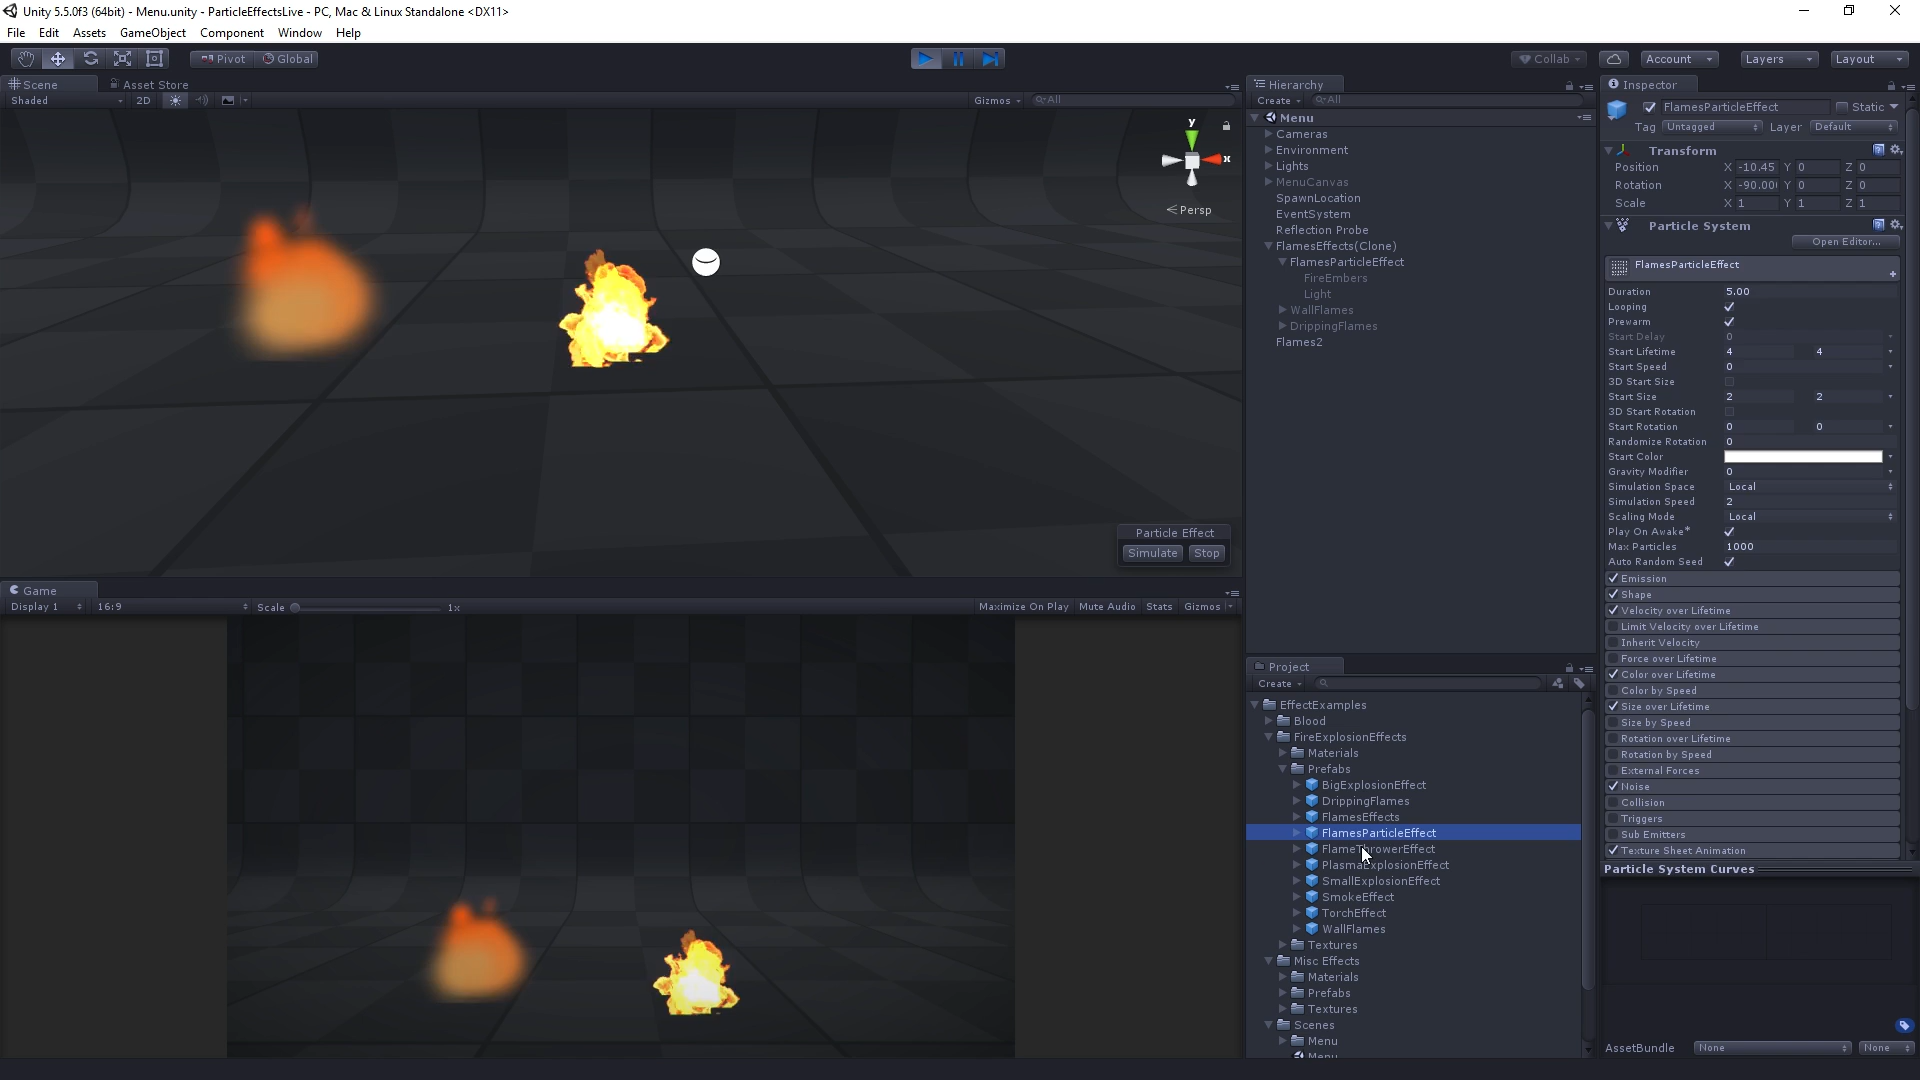 Unity 5.5.0f3 (64bit) - Menu.unity - ParticleEffectsLive - PC, Mac & Linux Standalone <DX11>
File Edit Assets GameObject Component Window Help
Pivot Global Collab Account Layers Layout
Scene Asset Store
Shaded 2D Gizmos All
y
x
Persp
Particle Effect
Simulate Stop
Game
Display 1 16:9 Scale 1x Maximize On Play Mute Audio Stats Gizmos
Hierarchy
Create All
Menu
Cameras
Environment
Lights
MenuCanvas
SpawnLocation
EventSystem
Reflection Probe
FlamesEffects(Clone)
FlamesParticleEffect
FireEmbers
Light
WallFlames
DrippingFlames
Flames2
Project
Create
EffectExamples
Blood
FireExplosionEffects
Materials
Prefabs
BigExplosionEffect
DrippingFlames
FlamesEffects
FlamesParticleEffect
FlameThrowerEffect
PlasmaExplosionEffect
SmallExplosionEffect
SmokeEffect
TorchEffect
WallFlames
Textures
Misc Effects
Materials
Prefabs
Textures
Scenes
Menu
Menu
Inspector
FlamesParticleEffect Static
Tag Untagged Layer Default
Transform
Position X -10.45 Y 0 Z 0
Rotation X -90.00 Y 0 Z 0
Scale X 1 Y 1 Z 1
Particle System
Open Editor...
FlamesParticleEffect
Duration 5.00
Looping
Prewarm
Start Delay 0
Start Lifetime 4 4
Start Speed 0
3D Start Size
Start Size 2 2
3D Start Rotation
Start Rotation 0 0
Randomize Rotation 0
Start Color
Gravity Modifier 0
Simulation Space Local
Simulation Speed 2
Scaling Mode Local
Play On Awake*
Max Particles 1000
Auto Random Seed
Emission
Shape
Velocity over Lifetime
Limit Velocity over Lifetime
Inherit Velocity
Force over Lifetime
Color over Lifetime
Color by Speed
Size over Lifetime
Size by Speed
Rotation over Lifetime
Rotation by Speed
External Forces
Noise
Collision
Triggers
Sub Emitters
Texture Sheet Animation
Particle System Curves
AssetBundle None None